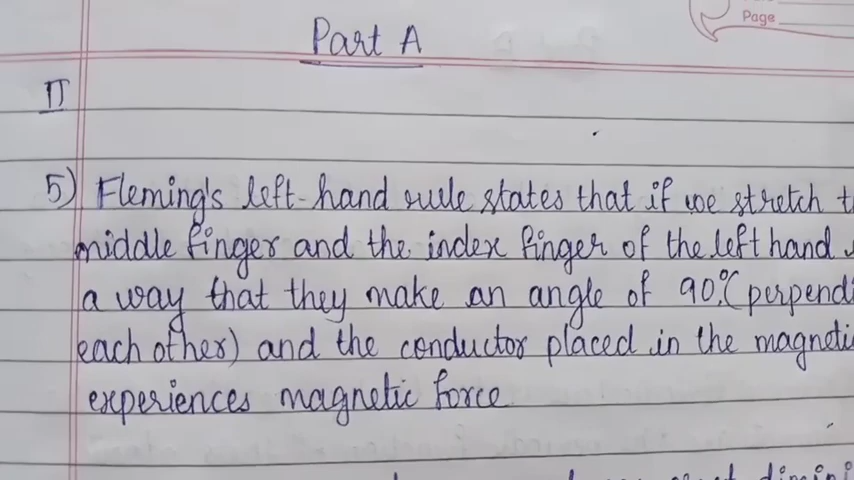 Page
Part A
II
5) Fleming's left-hand rule states that if we stretch
middle finger and the index finger of the left hand
a way that they make an angle of 90°(perpendi
each other) and the conductor placed in the magneti
experiences magnetic force